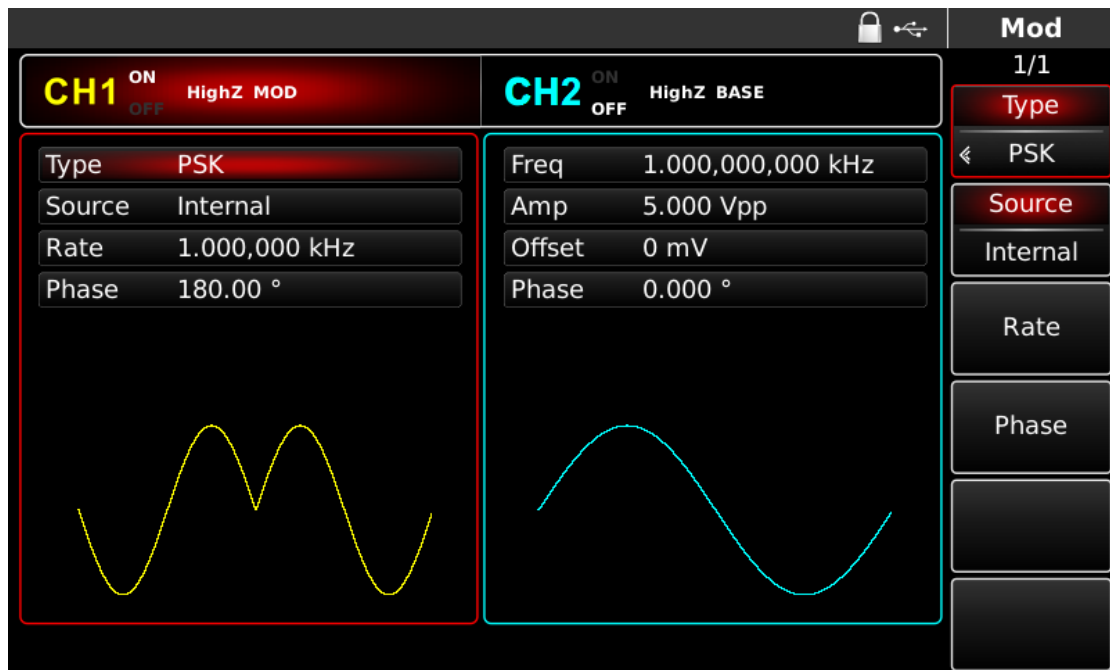 Mod
1/1
CH1 ON OFF HighZ MOD
CH2 ON OFF HighZ BASE
Type PSK
Source Internal
Rate 1.000,000 kHz
Phase 180.00 °
Freq 1.000,000,000 kHz
Amp 5.000 Vpp
Offset 0 mV
Phase 0.000 °
Type
PSK
Source
Internal
Rate
Phase